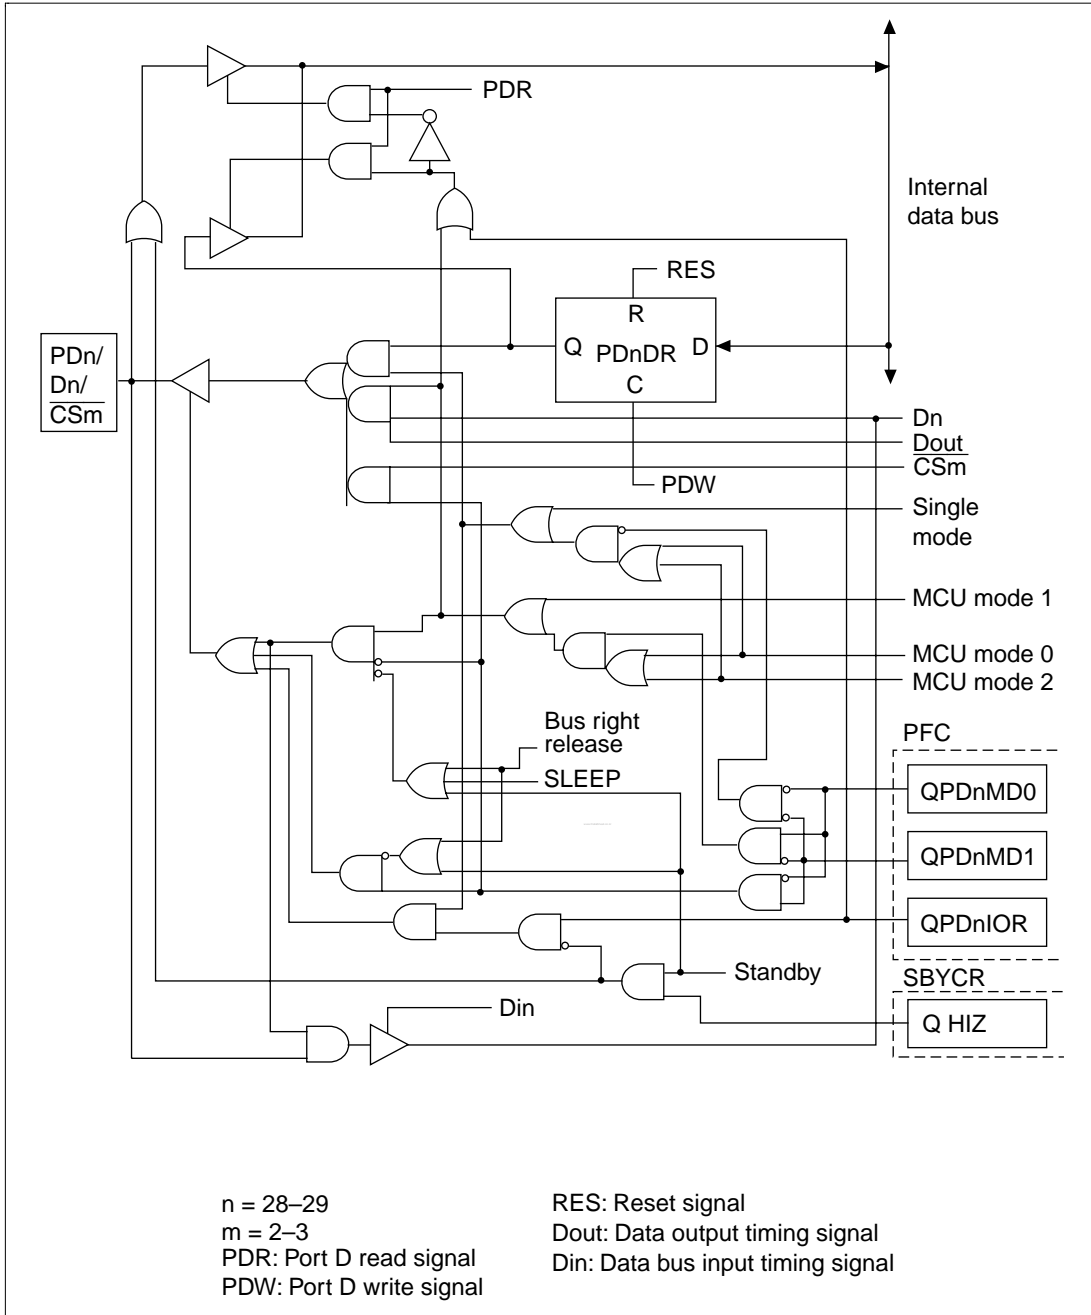 PDR
Internal
data bus
RES
R
Q PDnDR D
C
PDn/
Dn/
CSm
Dn
Dout
CSm
PDW
Single
mode
MCU mode 1
MCU mode 0
MCU mode 2
Bus right
release
SLEEP
PFC
QPDnMD0
QPDnMD1
QPDnIOR
Standby
SBYCR
Din
Q HIZ
n = 28–29
m = 2–3
PDR: Port D read signal
PDW: Port D write signal
RES: Reset signal
Dout: Data output timing signal
Din: Data bus input timing signal